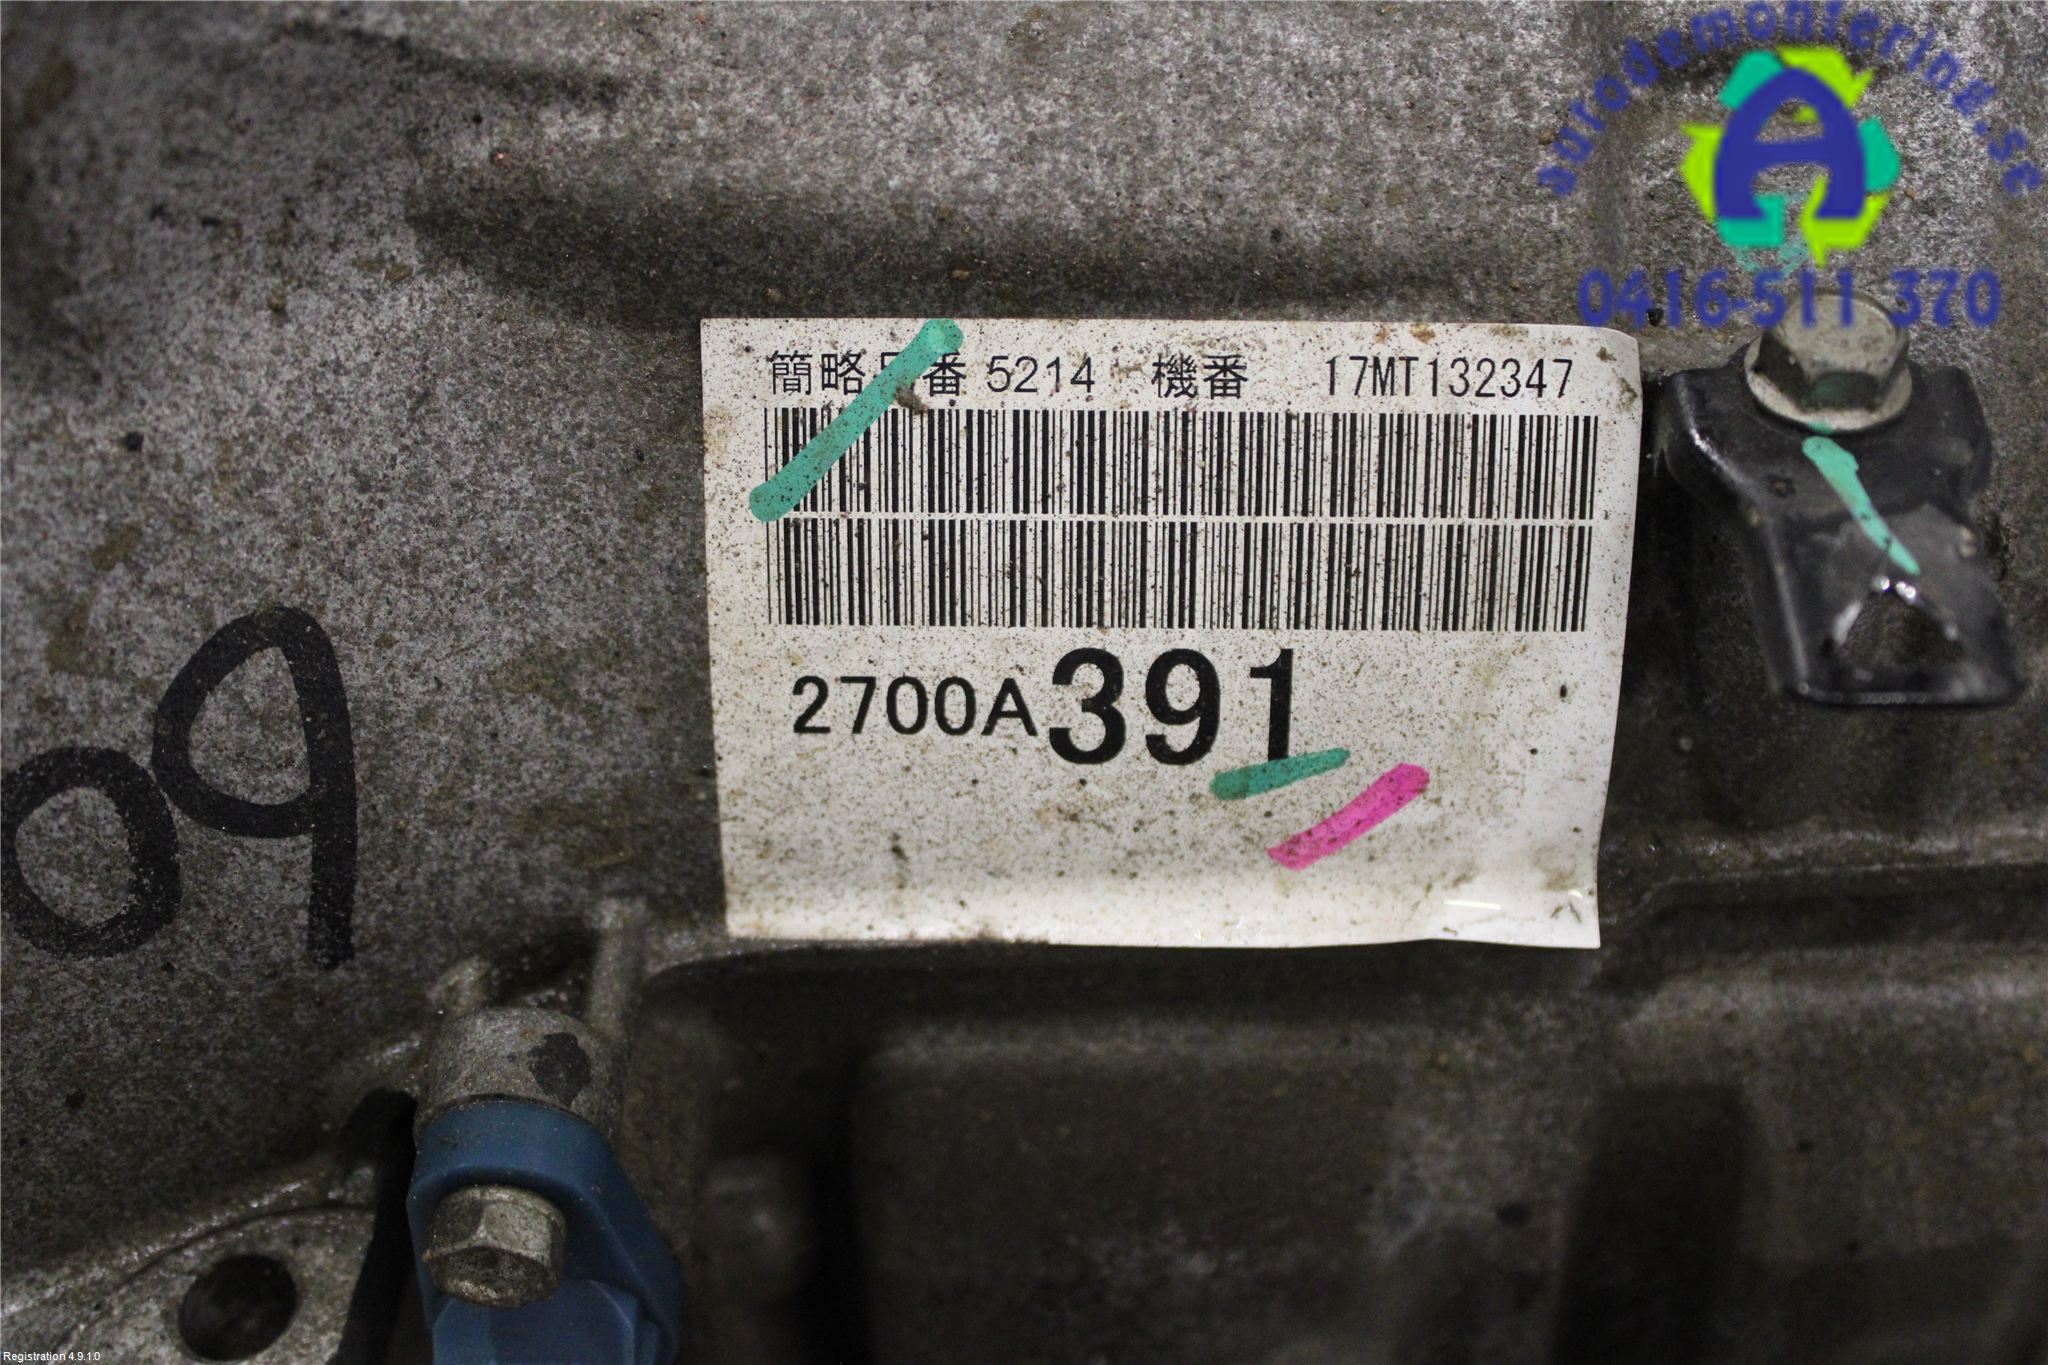 autodemontering.se
A
0416-511 370
簡略 番 5214 機番 17MT132347
2700A391
09
Registration 4.9.1.0